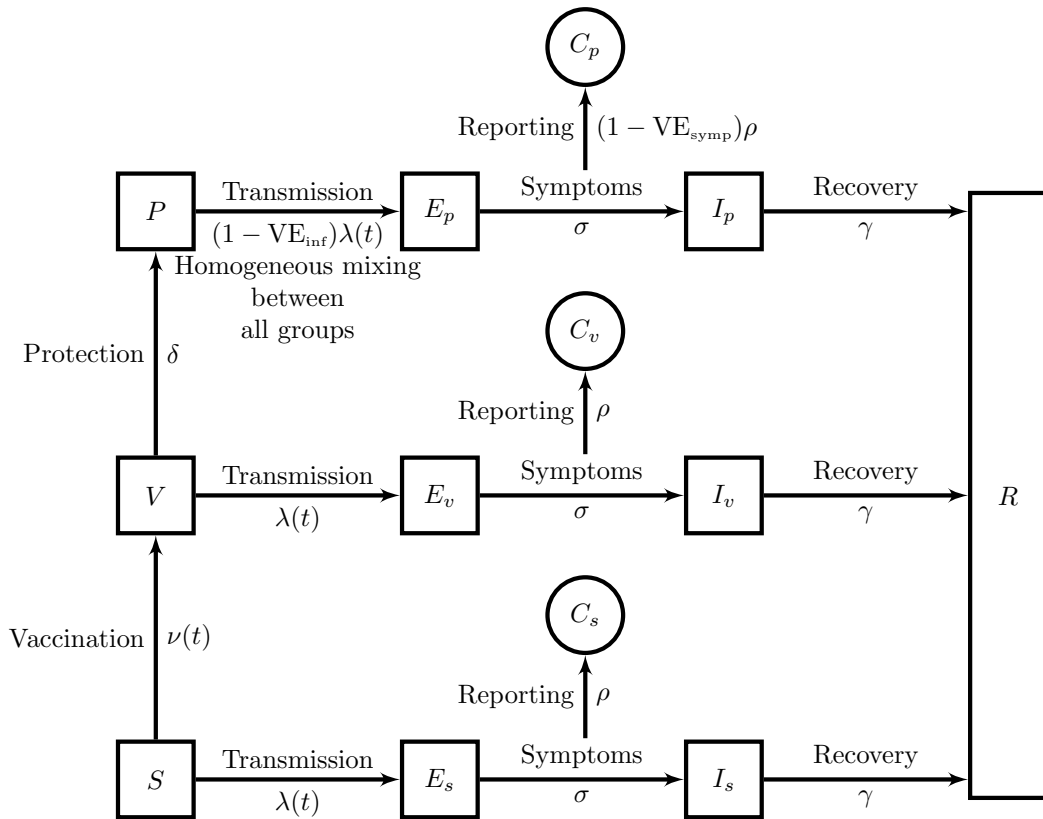 C_p
Reporting (1 − VE_symp)ρ
P Transmission E_p Symptoms I_p Recovery
(1 − VE_inf)λ(t) σ γ
Homogeneous mixing
between
all groups
C_v
Protection δ
Reporting ρ
V Transmission E_v Symptoms I_v Recovery R
λ(t) σ γ
C_s
Vaccination ν(t)
Reporting ρ
S Transmission E_s Symptoms I_s Recovery
λ(t) σ γ